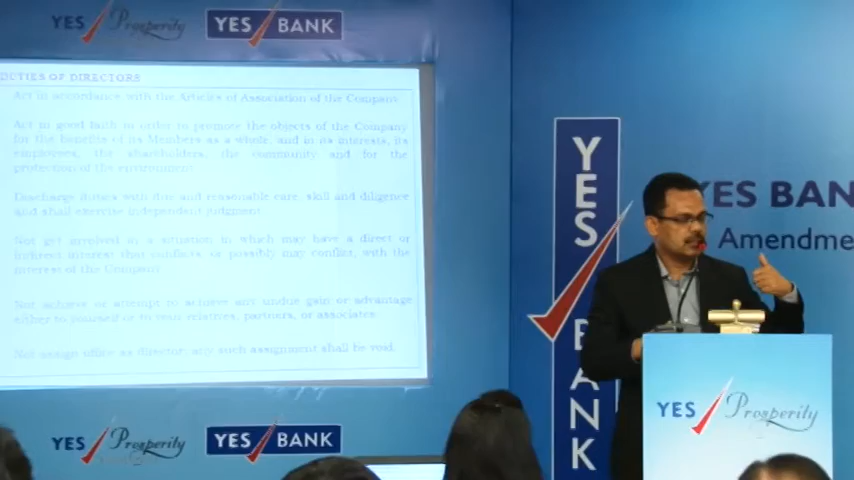 YES Prosperity
YES BANK
DUTIES OF DIRECTORS
Act in accordance with the Articles of Association of the Company
Act in good faith in order to promote the objects of the Company
for the benefits of its Members as a whole, and in its interests, its
employees, the shareholders, the community and for the
protection of the environment
Discharge duties with due and reasonable care, skill and diligence
and shall exercise independent judgment
Not get involved in a situation in which may have a direct or
indirect interest that conflicts, or possibly may conflict, with the
interest of the Company
Not achieve or attempt to achieve any undue gain or advantage
either to yourself or to your relatives, partners, or associates
Not assign office as director, any such assignment shall be void
YES Prosperity
YES BANK
YES BANK
YES BAN
Amendm
YES Prosperity